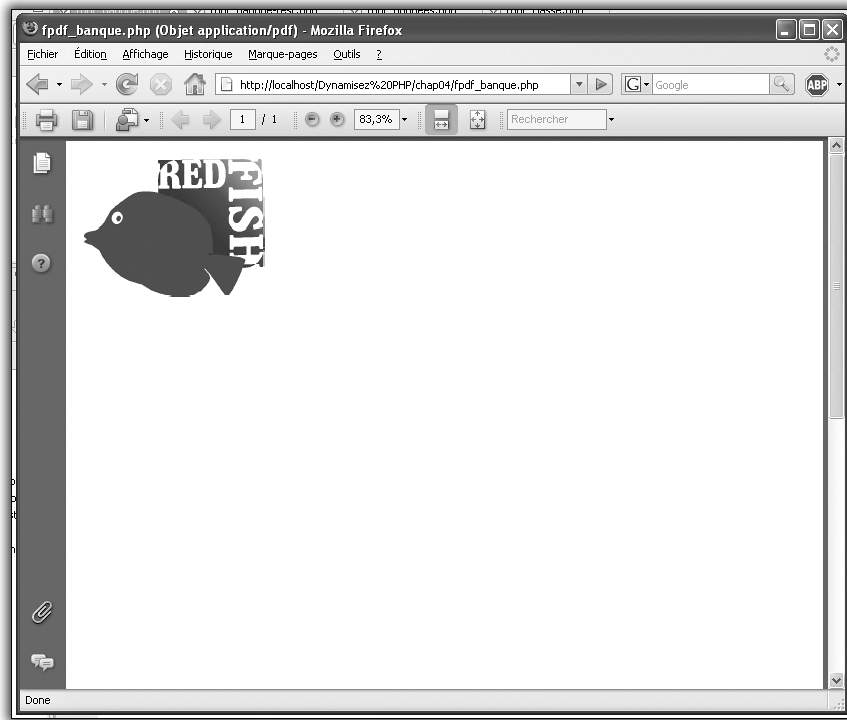 fpdf_banque.php (Objet application/pdf) - Mozilla Firefox
Fichier Édition Affichage Historique Marque-pages Outils ?
http://localhost/Dynamisez%20PHP/chap04/fpdf_banque.php G Google ABP
1 / 1 83,3% Rechercher
RED
FISH
?
Done